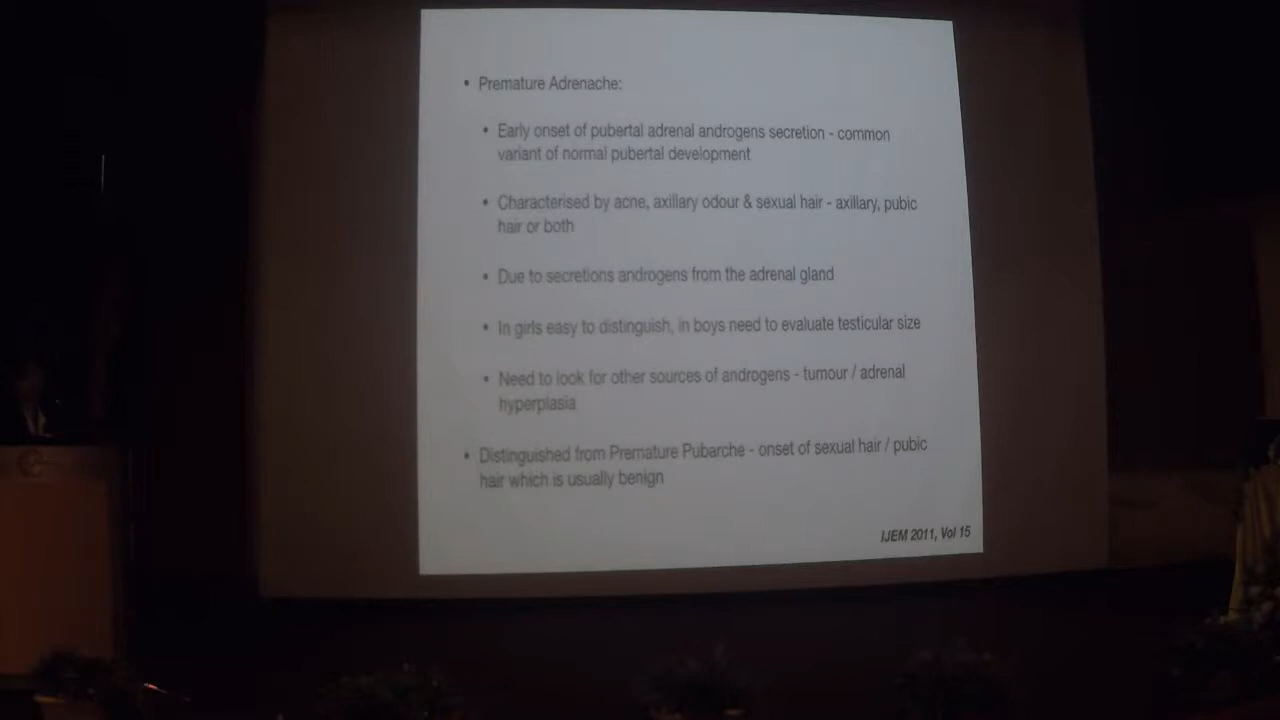 • Premature Adrenache:
• Early onset of pubertal adrenal androgens secretion - common
variant of normal pubertal development
• Characterised by acne, axillary odour & sexual hair - axillary, pubic
hair or both
• Due to secretions androgens from the adrenal gland
• In girls easy to distinguish, in boys need to evaluate testicular size
• Need to look for other sources of androgens - tumour / adrenal
hyperplasia
• Distinguished from Premature Pubarche - onset of sexual hair / pubic
hair which is usually benign
IJEM 2011, Vol 15